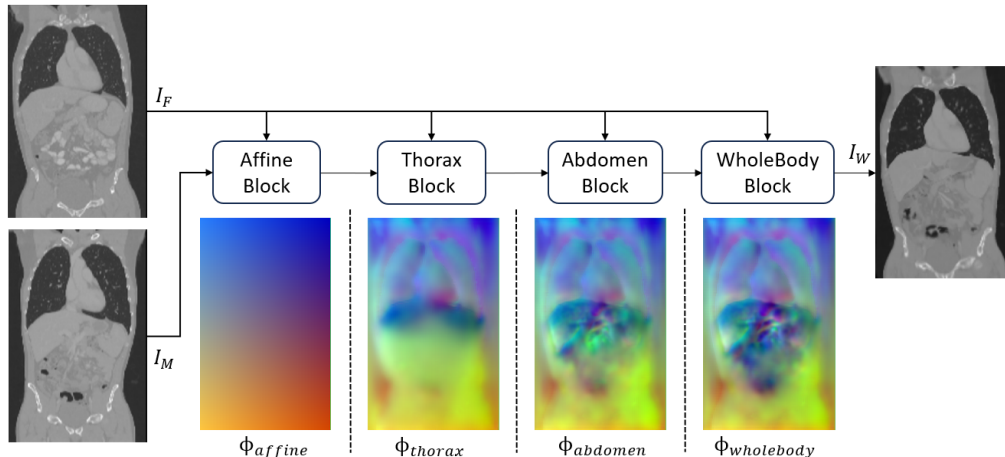 I_F
Affine
Block
Thorax
Block
Abdomen
Block
WholeBody
Block
I_W
I_M
ϕ_affine
ϕ_thorax
ϕ_abdomen
ϕ_wholebody